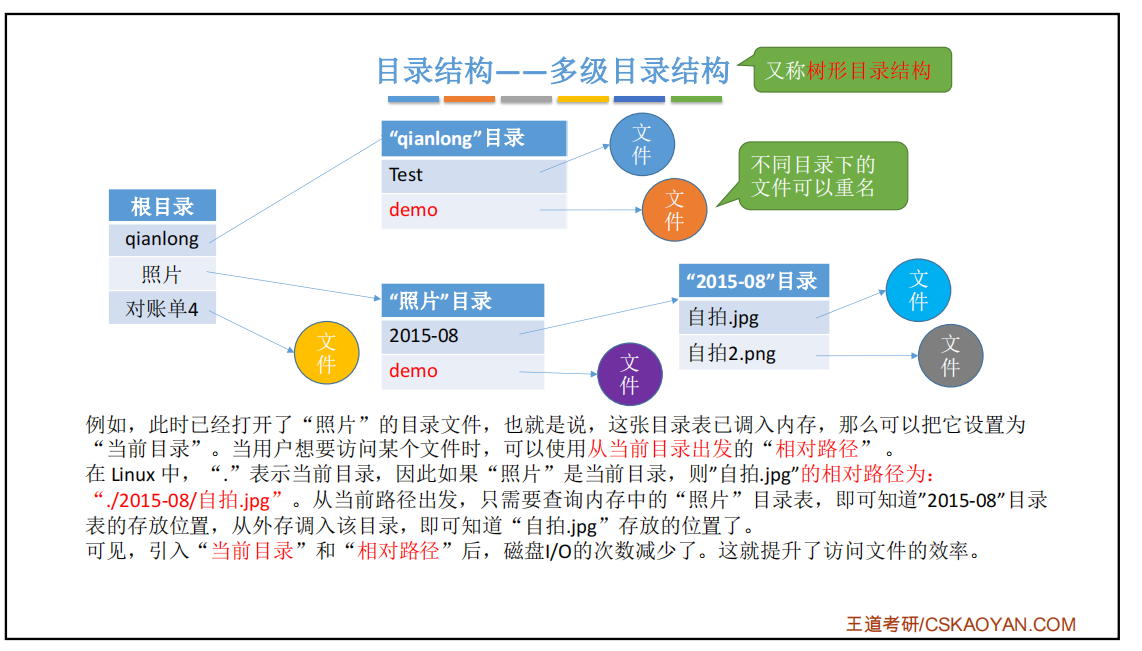 目录结构——多级目录结构
又称树形目录结构
“qianlong”目录
Test
demo
文
件
文
件
不同目录下的
文件可以重名
根目录
qianlong
照片
对账单4
文
件
“照片”目录
2015-08
demo
文
件
“2015-08”目录
自拍.jpg
自拍2.png
文
件
文
件
例如，此时已经打开了“照片”的目录文件，也就是说，这张目录表已调入内存，那么可以把它设置为
“当前目录”。当用户想要访问某个文件时，可以使用从当前目录出发的“相对路径”。
在 Linux 中，“.”表示当前目录，因此如果“照片”是当前目录，则”自拍.jpg”的相对路径为：
“./2015-08/自拍.jpg”。从当前路径出发，只需要查询内存中的“照片”目录表，即可知道”2015-08”目录
表的存放位置，从外存调入该目录，即可知道“自拍.jpg”存放的位置了。
可见，引入“当前目录”和“相对路径”后，磁盘I/O的次数减少了。这就提升了访问文件的效率。
王道考研/CSKAOYAN.COM